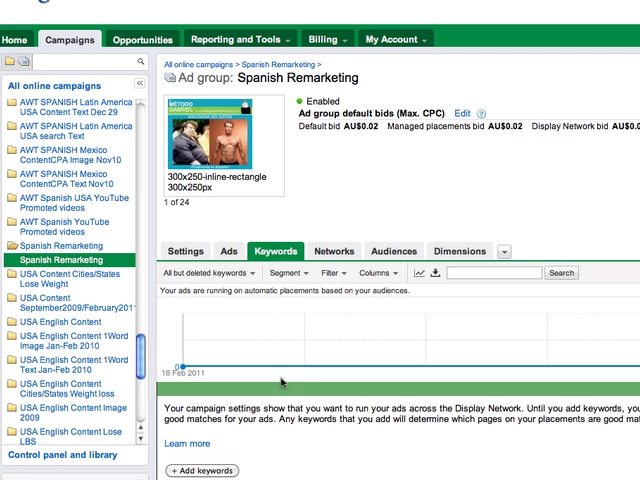 Home Campaigns Opportunities Reporting and Tools Billing My Account
All online campaigns
AWT SPANISH Latin America
USA Content Text Dec 29
AWT SPANISH Latin America
USA search Text
AWT SPANISH Mexico
ContentCPA Image Nov10
AWT SPANISH Mexico
ContentCPA Text Nov10
AWT Spanish USA YouTube
Promoted videos
AWT Spanish YouTube
Promoted videos
Spanish Remarketing
Spanish Remarketing
USA Content Cities/States
Lose Weight
USA Content
September2009/February201
USA English Content
USA English Content 1Word
Image Jan-Feb 2010
USA English Content 1Word
Text Jan-Feb 2010
USA English Content
Cities/States Weight loss
USA English Content Image
2009
USA English Content Lose
LBS
Control panel and library
All online campaigns > Spanish Remarketing >
Ad group: Spanish Remarketing
MÉTODO
GABRIEL
300x250-inline-rectangle
300x250px
1 of 24
Enabled
Ad group default bids (Max. CPC) Edit ?
Default bid AU$0.02 Managed placements bid AU$0.02 Display Network bid AU$0.0
Settings Ads Keywords Networks Audiences Dimensions
All but deleted keywords Segment Filter Columns Search
Your ads are running on automatic placements based on your audiences.
0
18 Feb 2011
Your campaign settings show that you want to run your ads across the Display Network. Until you add keywords, you
good matches for your ads. Any keywords that you add will determine which pages on your placements are good mat
Learn more
+ Add keywords